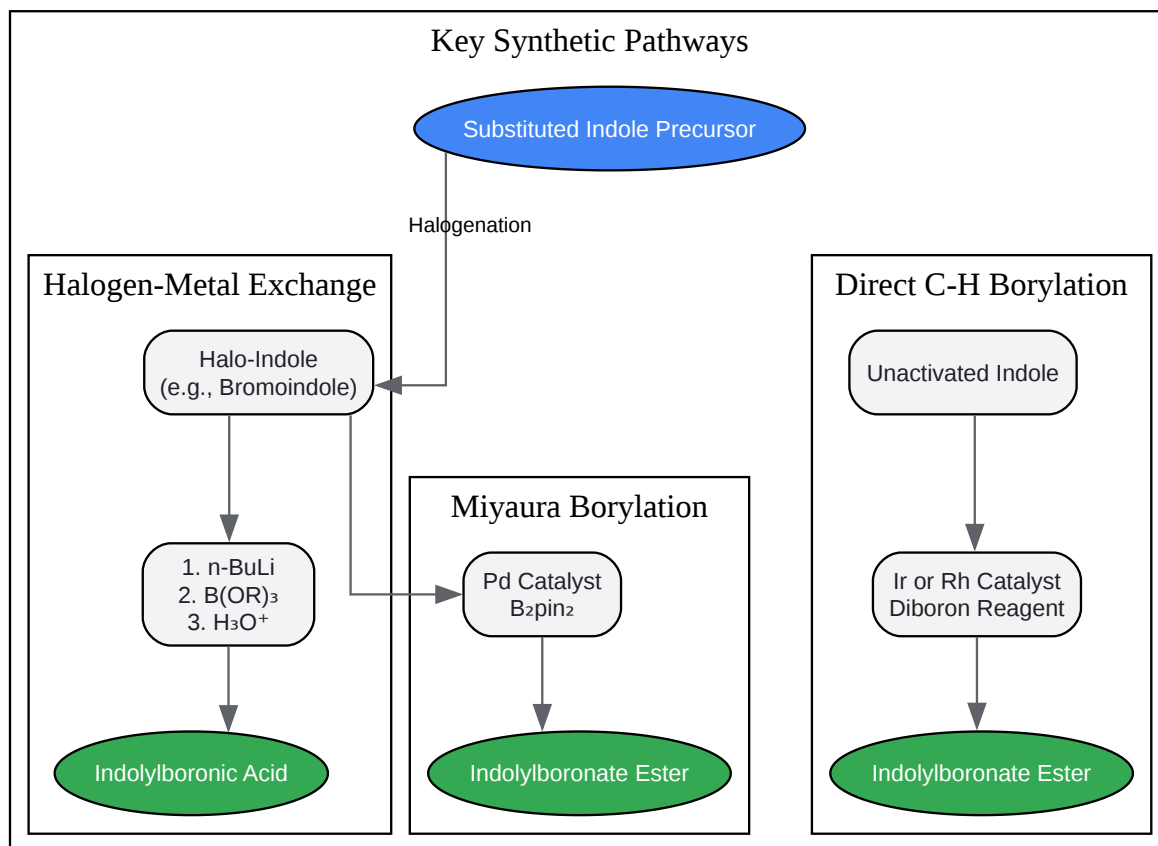 Key Synthetic Pathways
Substituted Indole Precursor
Halogenation
Halogen-Metal Exchange
Halo-Indole
(e.g., Bromoindole)
1. n-BuLi
2. B(OR)₃
3. H₃O⁺
Indolylboronic Acid
Miyaura Borylation
Pd Catalyst
B₂pin₂
Indolylboronate Ester
Direct C-H Borylation
Unactivated Indole
Ir or Rh Catalyst
Diboron Reagent
Indolylboronate Ester